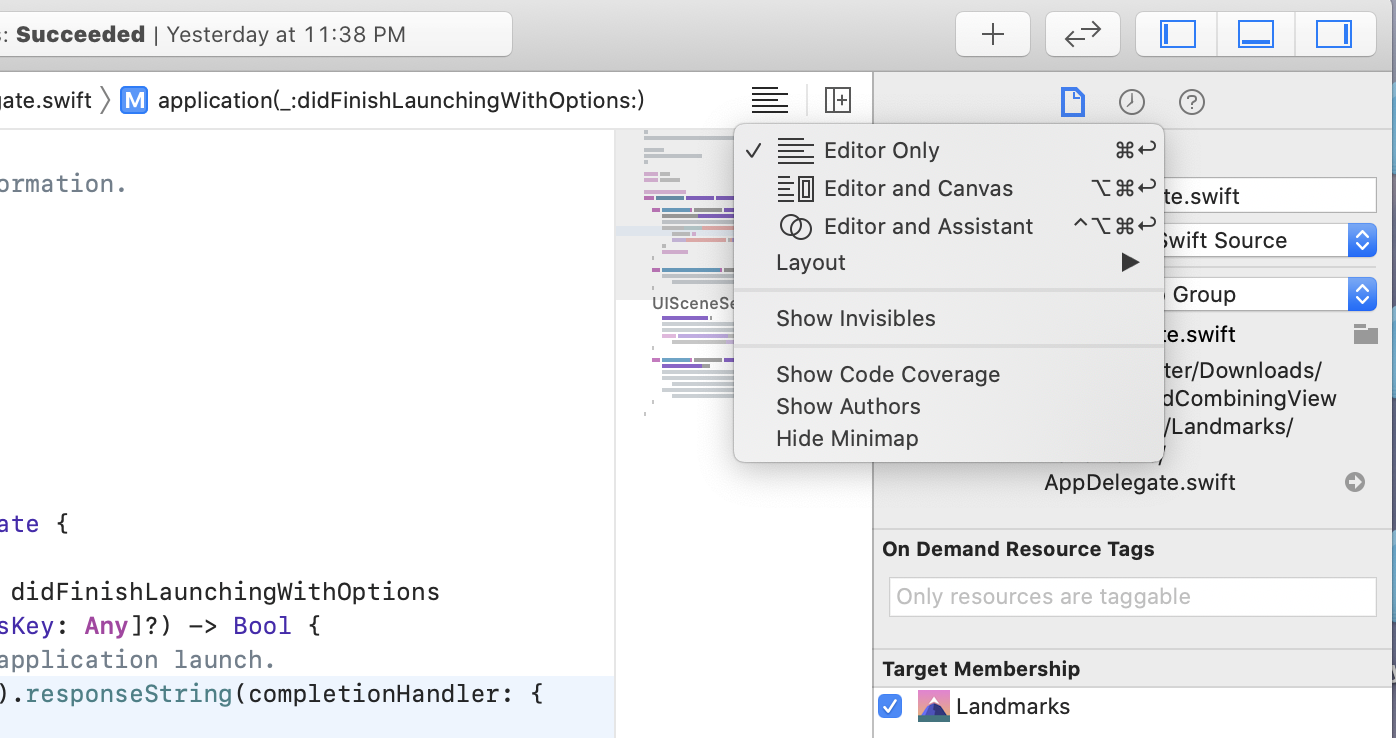 s: Succeeded | Yesterday at 11:38 PM
gate.swift 〉 M application(_:didFinishLaunchingWithOptions:)
?
✓ Editor Only ⌘↩
Editor and Canvas ⌥⌘↩
Editor and Assistant ^⌥⌘↩
Layout ▶
Show Invisibles
Show Code Coverage
Show Authors
Hide Minimap
ormation.
UISceneSe
ate {
didFinishLaunchingWithOptions
sKey: Any]?) -> Bool {
application launch.
).responseString(completionHandler: {
te.swift
Swift Source
Group
te.swift
ter/Downloads/
dCombiningView
/Landmarks/
/
AppDelegate.swift
On Demand Resource Tags
Only resources are taggable
Target Membership
Landmarks